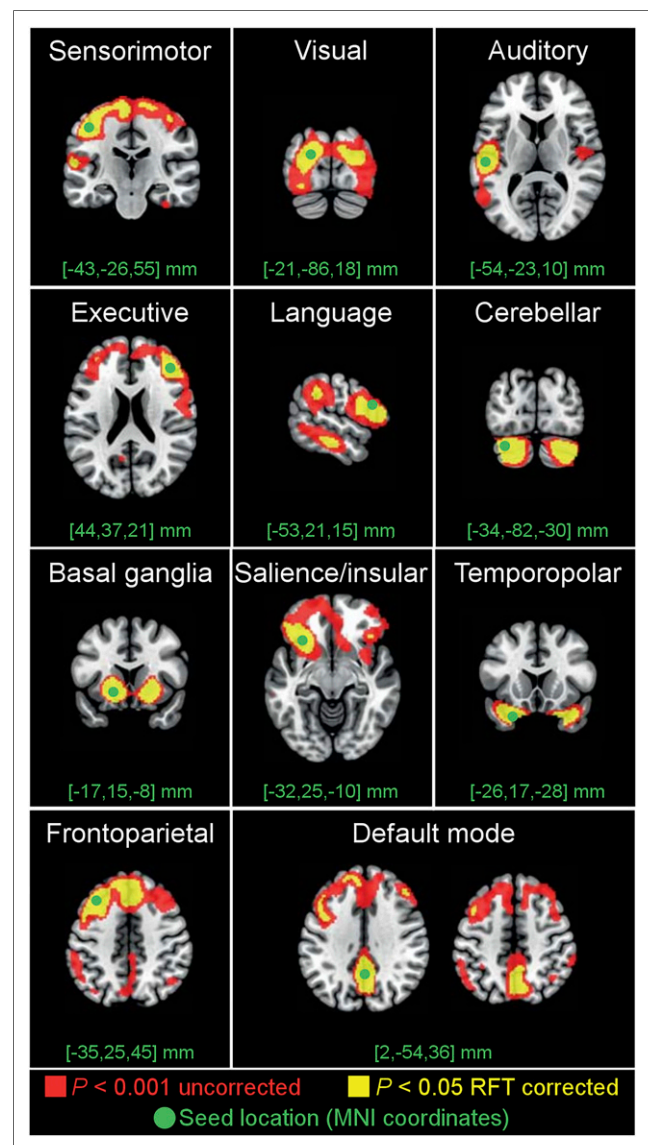 Sensorimotor
Visual
Auditory
[-43,-26,55] mm
[-21,-86,18] mm
[-54,-23,10] mm
Executive
Language
Cerebellar
[44,37,21] mm
[-53,21,15] mm
[-34,-82,-30] mm
Basal ganglia
Salience/insular
Temporopolar
[-17,15,-8] mm
[-32,25,-10] mm
[-26,17,-28] mm
Frontoparietal
Default mode
[-35,25,45] mm
[2,-54,36] mm
P < 0.001 uncorrected
P < 0.05 RFT corrected
Seed location (MNI coordinates)